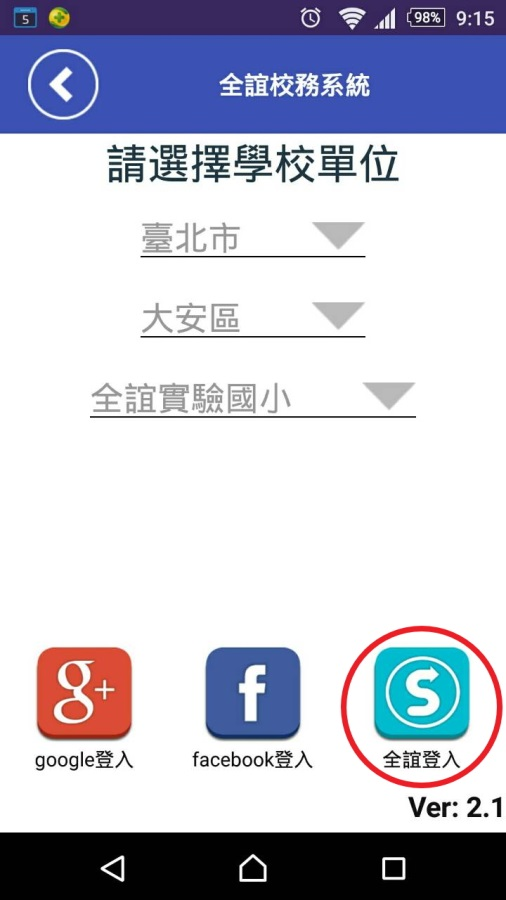 5
98%
9:15
全誼校務系統
請選擇學校單位
臺北市
大安區
全誼實驗國小
g+
f
S
google登入
facebook登入
全誼登入
Ver: 2.1